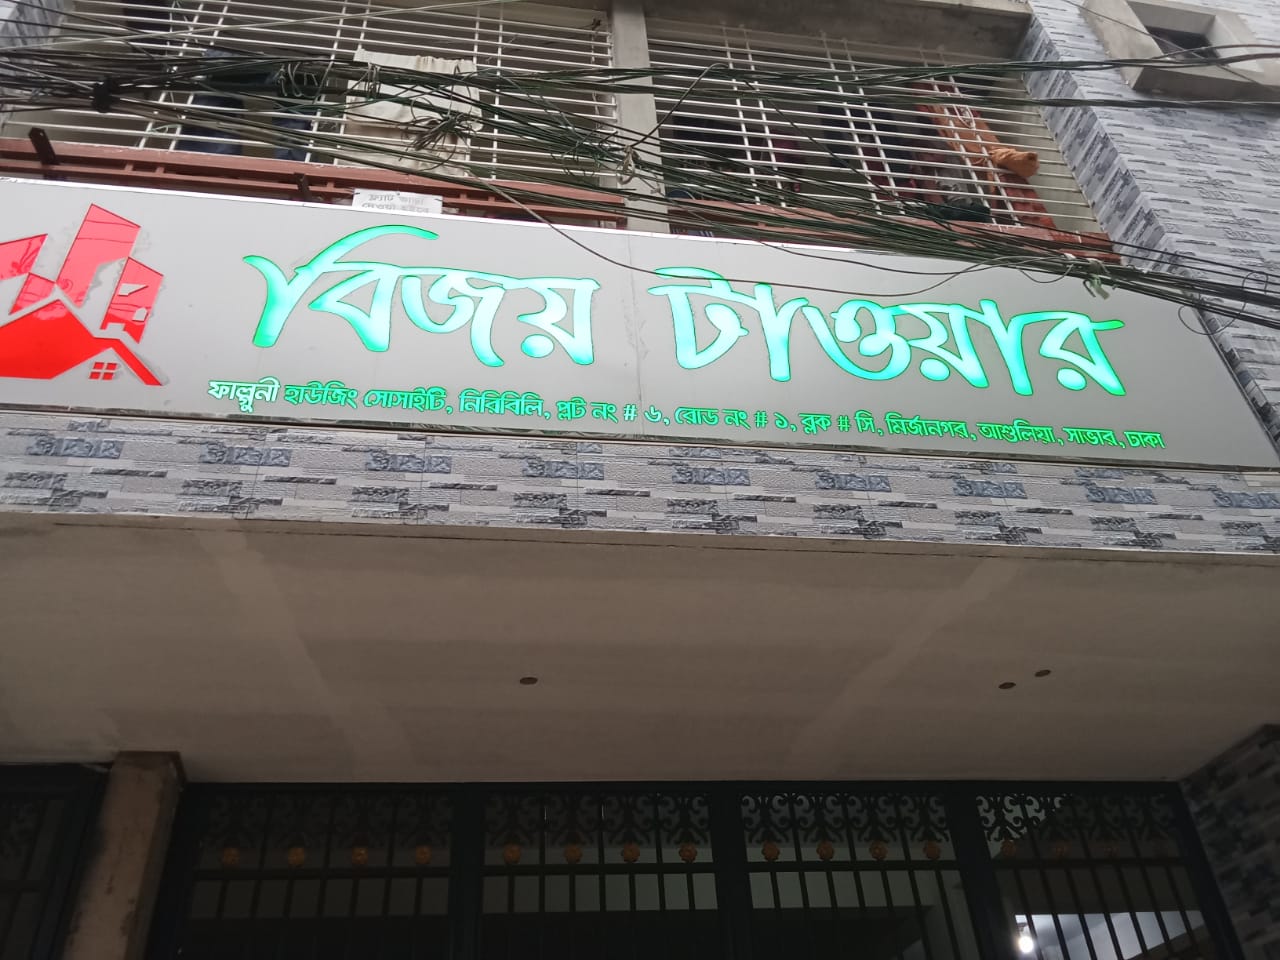 বিজয় টাওয়ার
ফাল্গুনী হাউজিং সোসাইটি, নিরিবিলি, প্লট নং # ৬, রোড নং # ১, ব্লক # সি, মির্জানগর, আশুলিয়া, সাভার, ঢাকা